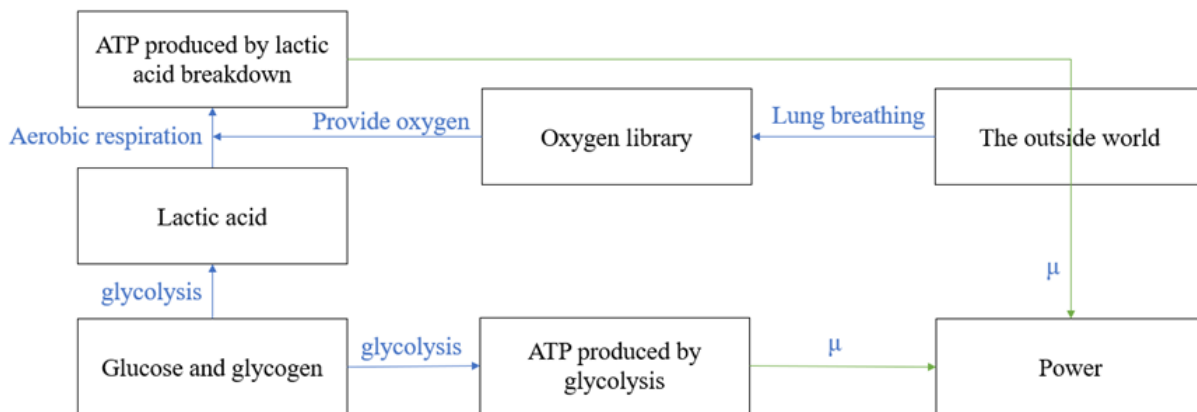 ATP produced by lactic
acid breakdown
Aerobic respiration
Provide oxygen
Oxygen library
Lung breathing
The outside world
Lactic acid
glycolysis
μ
Glucose and glycogen
glycolysis
ATP produced by
glycolysis
μ
Power